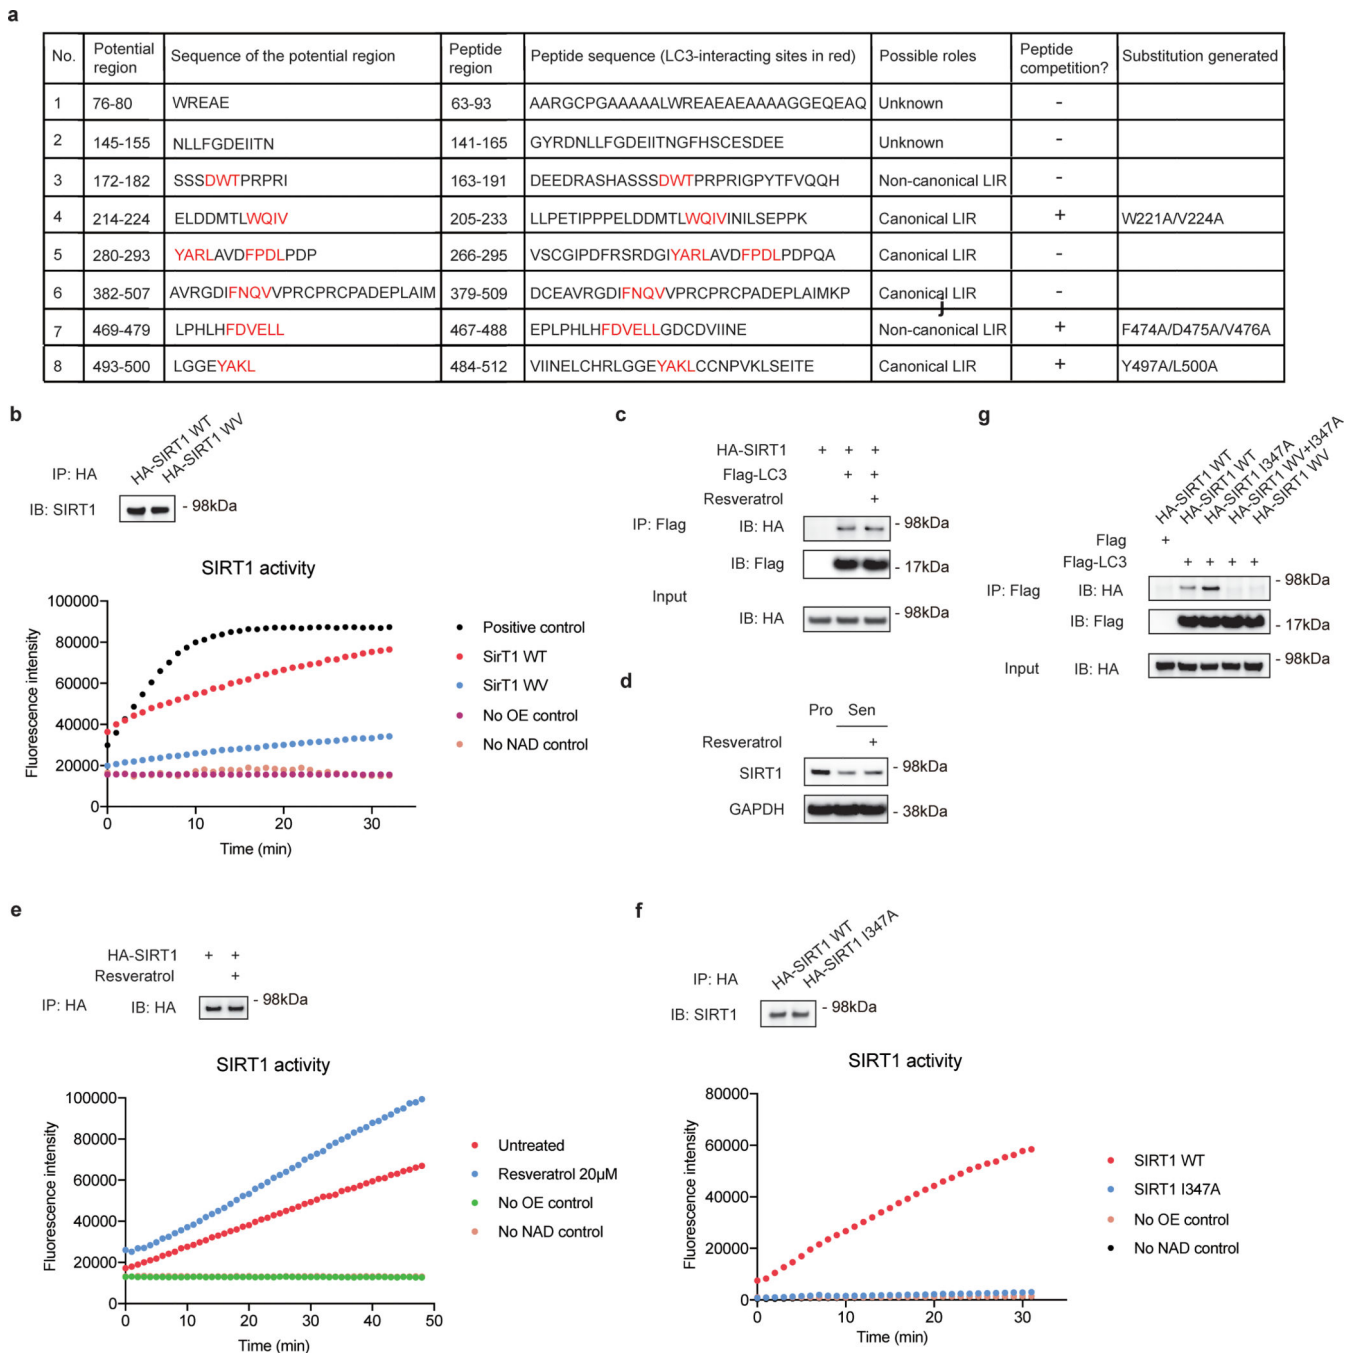 a
No. Potential region Sequence of the potential region Peptide region Peptide sequence (LC3-interacting sites in red) Possible roles Peptide competition? Substitution generated
1 76-80 WREAE 63-93 AARGCPGAAAAALWREAEAEAAAAGGEQEAQ Unknown -
2 145-155 NLLFGDEIITN 141-165 GYRDNLLFGDEIITNGFHSCESDEE Unknown -
3 172-182 SSSDWTPRPRI 163-191 DEEDRASHASSSDWTPRPRIGPYTFVQQH Non-canonical LIR -
4 214-224 ELDDMTLWQIV 205-233 LLPETIPPPELDDMTLWQIVINILSEPPK Canonical LIR + W221A/V224A
5 280-293 YARLAVDFPDLPDP 266-295 VSCGIPDFRSRDGIYARLAVDFPDLPDPQA Canonical LIR -
6 382-507 AVRGDIFNQVVPRCPRCPADEPLAIM 379-509 DCEAVRGDIFNQVVPRCPRCPADEPLAIMKP Canonical LIR -
j
7 469-479 LPHLHFDVELL 467-488 EPLPHLHFDVELLGDCDVIINE Non-canonical LIR + F474A/D475A/V476A
8 493-500 LGGEYAKL 484-512 VIINELCHRLGGEYAKLCCNPVKLSEITE Canonical LIR + Y497A/L500A
b
HA-SIRT1 WT
HA-SIRT1 WV
IP: HA
IB: SIRT1
- 98kDa
SIRT1 activity
100000
80000
60000
40000
20000
0
Fluorescence intensity
0 10 20 30
Time (min)
Positive control
SirT1 WT
SirT1 WV
No OE control
No NAD control
c
HA-SIRT1 + + +
Flag-LC3 + +
Resveratrol +
IP: Flag IB: HA - 98kDa
IB: Flag - 17kDa
Input
IB: HA - 98kDa
d
Pro Sen
Resveratrol +
SIRT1 - 98kDa
GAPDH - 38kDa
g
HA-SIRT1 WT
HA-SIRT1 WT
HA-SIRT1 I347A
HA-SIRT1 WV+I347A
HA-SIRT1 WV
Flag +
Flag-LC3 + + + +
IP: Flag IB: HA - 98kDa
IB: Flag - 17kDa
Input IB: HA - 98kDa
e
HA-SIRT1 + +
Resveratrol +
IP: HA IB: HA - 98kDa
SIRT1 activity
100000
80000
60000
40000
20000
0
Fluorescence intensity
0 10 20 30 40 50
Time (min)
Untreated
Resveratrol 20µM
No OE control
No NAD control
f
HA-SIRT1 WT
HA-SIRT1 I347A
IP: HA
IB: SIRT1
- 98kDa
SIRT1 activity
80000
60000
40000
20000
0
Fluorescence intensity
0 10 20 30
Time (min)
SIRT1 WT
SIRT1 I347A
No OE control
No NAD control